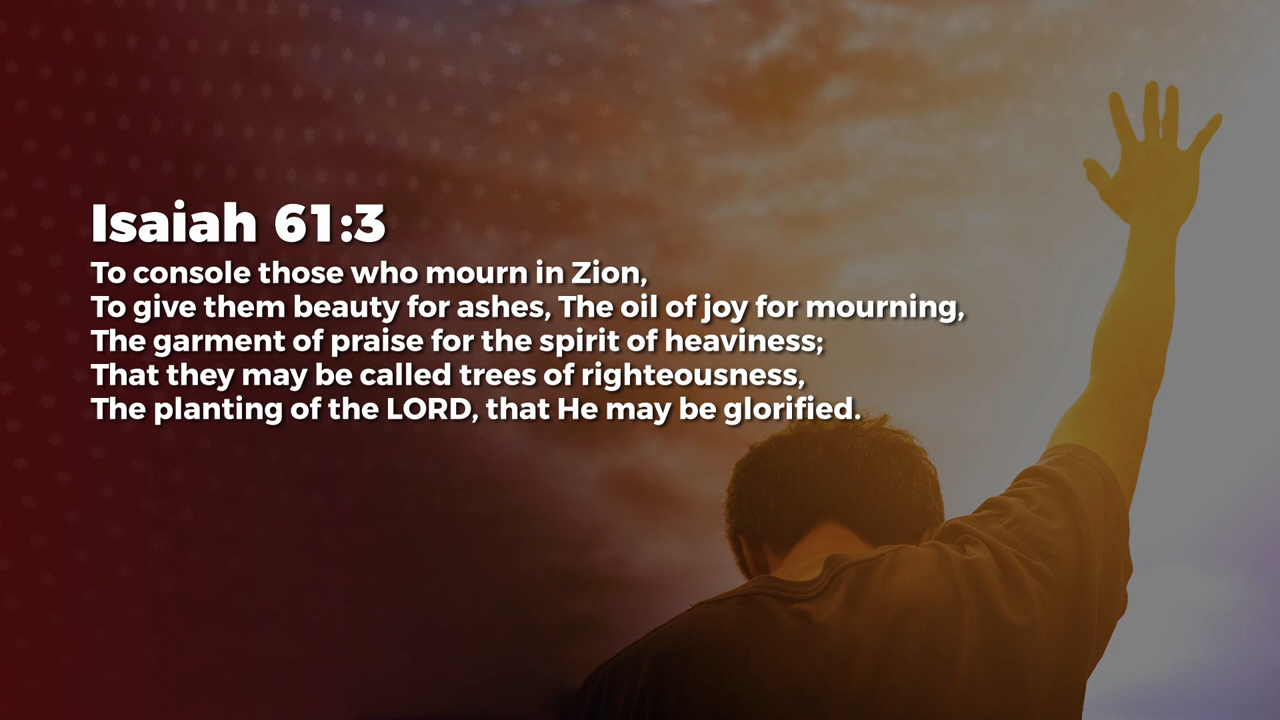 Isaiah 61:3
To console those who mourn in Zion,
To give them beauty for ashes, The oil of joy for mourning,
The garment of praise for the spirit of heaviness;
That they may be called trees of righteousness,
The planting of the LORD, that He may be glorified.